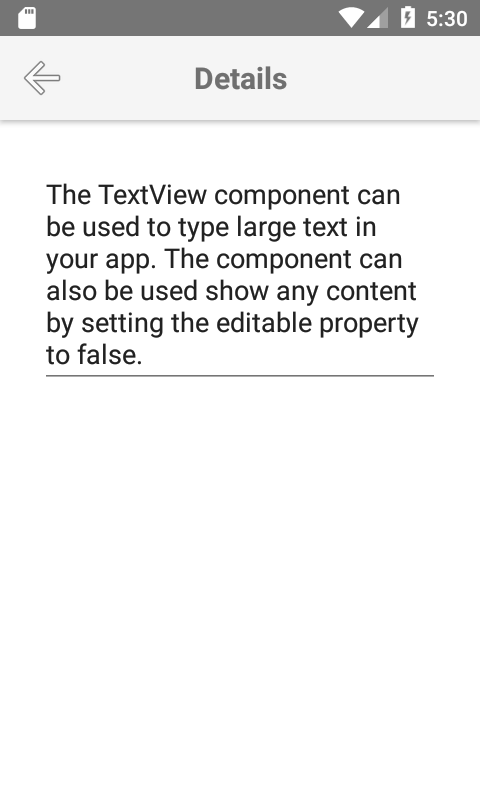 5:30
Details
The TextView component can
be used to type large text in
your app. The component can
also be used show any content
by setting the editable property
to false.